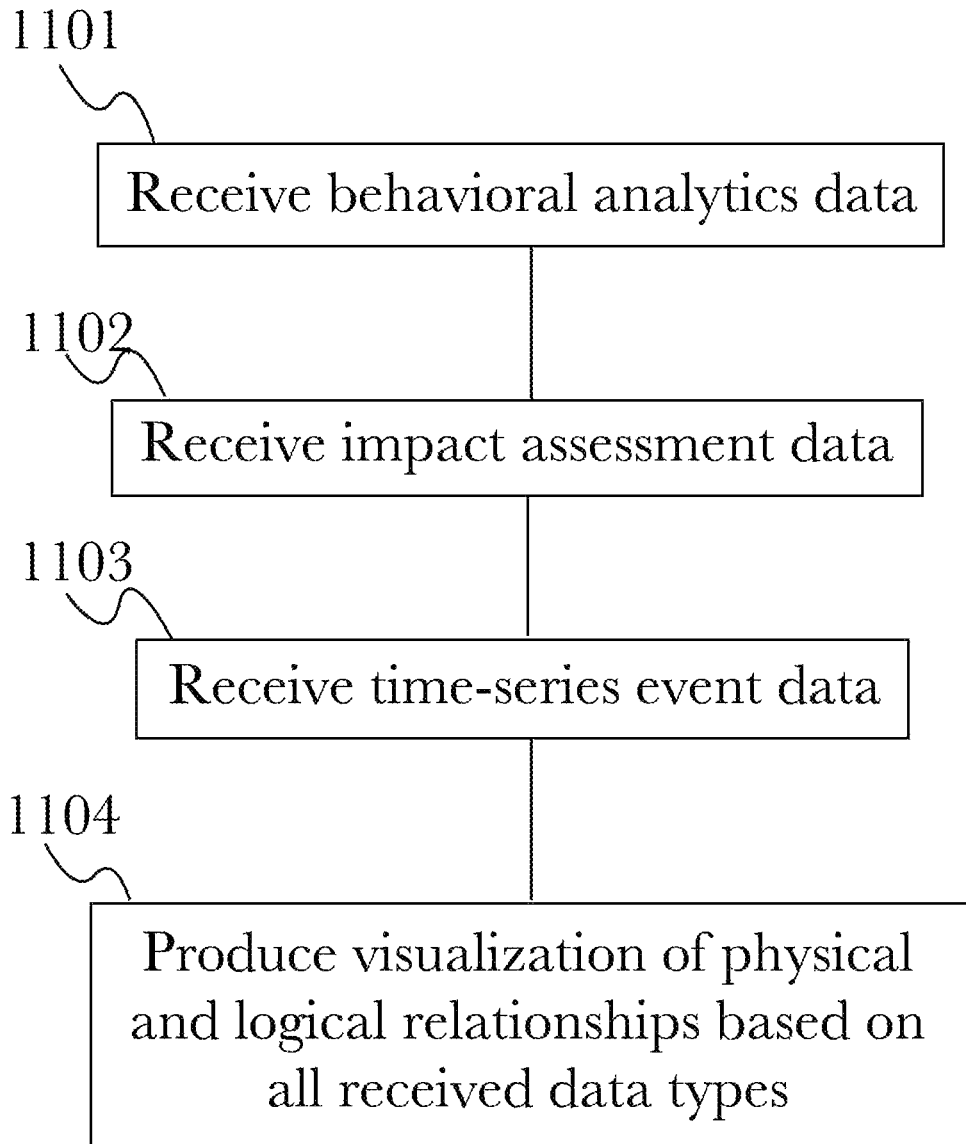 1101
Receive behavioral analytics data
1102
Receive impact assessment data
1103
Receive time-series event data
1104
Produce visualization of physical
and logical relationships based on
all received data types